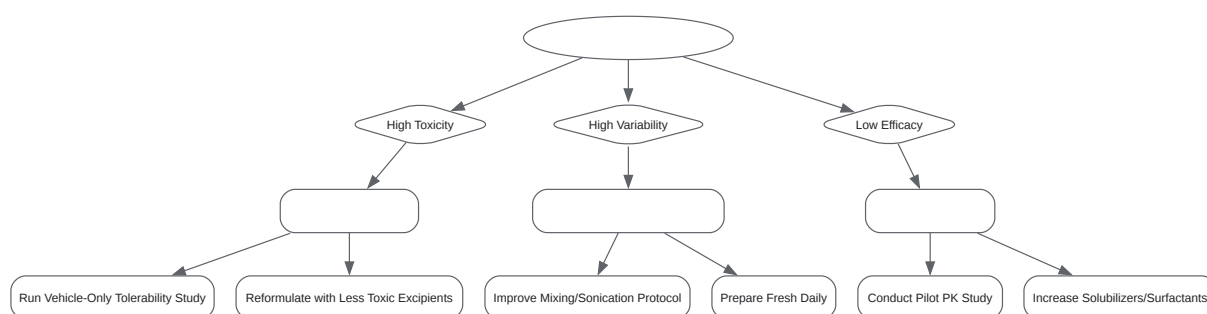 High Toxicity
High Variability
Low Efficacy
Run Vehicle-Only Tolerability Study
Reformulate with Less Toxic Excipients
Improve Mixing/Sonication Protocol
Prepare Fresh Daily
Conduct Pilot PK Study
Increase Solubilizers/Surfactants